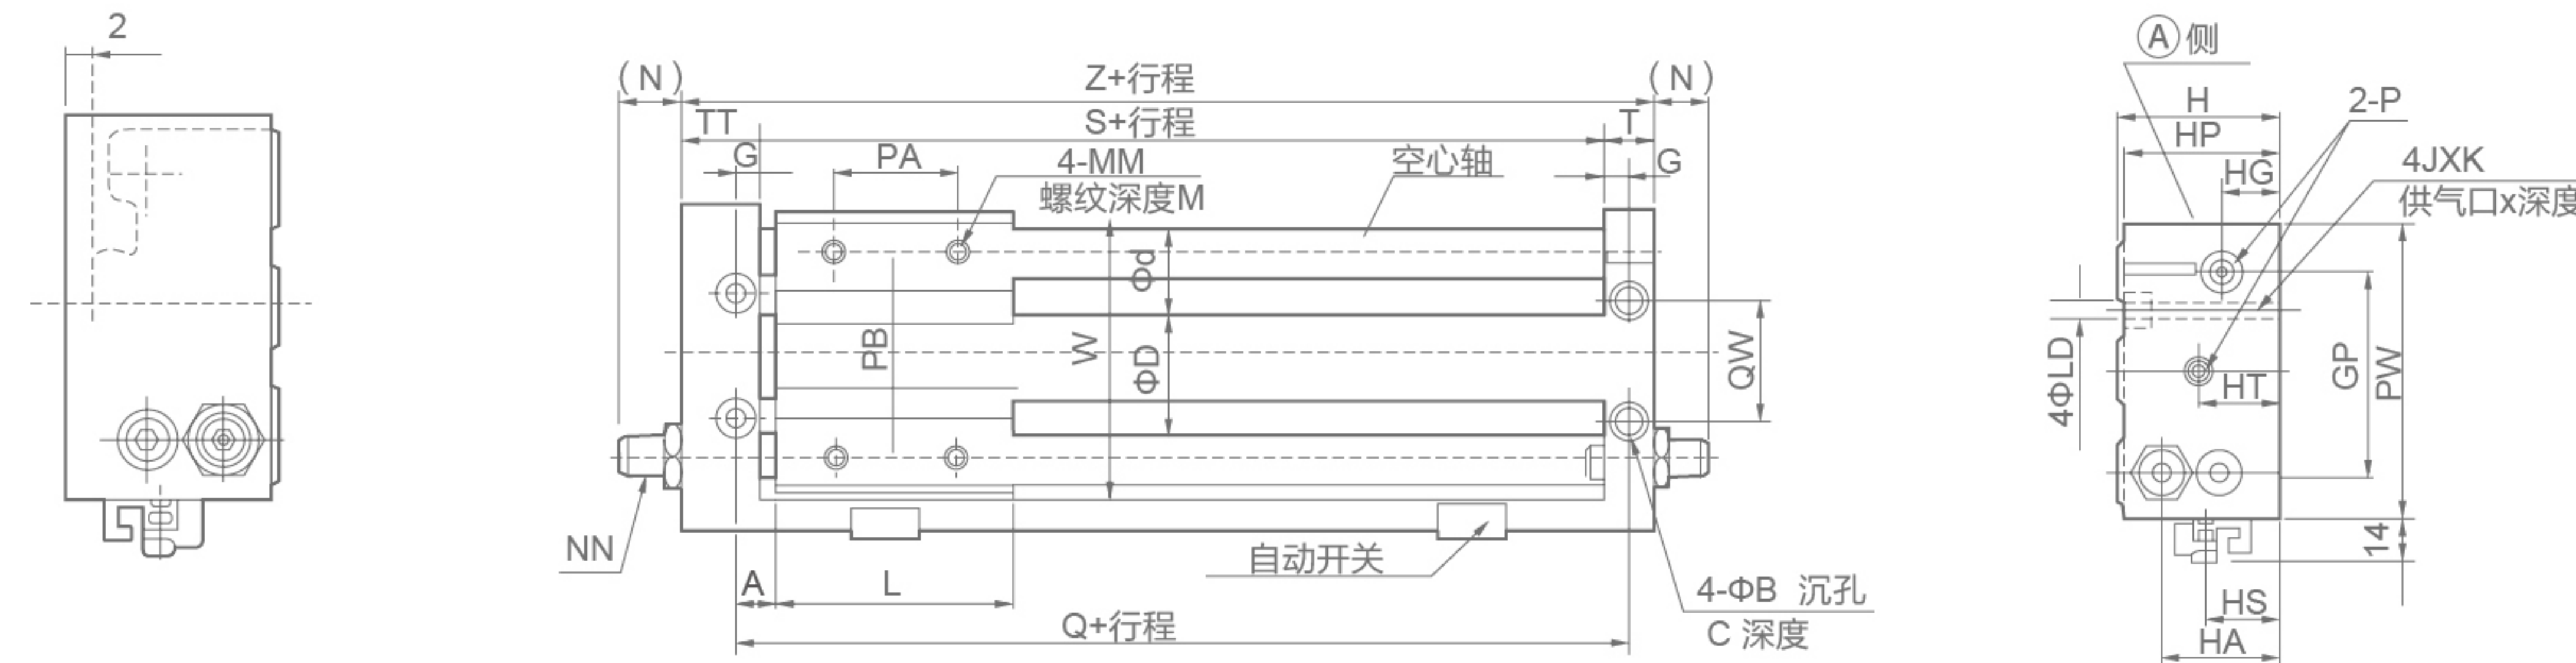 2
(N)
Z+行程
(N)
TT
S+行程
T
G
PA
4-MM
螺纹深度M
空心轴
G
Φd
PB
W
ΦD
QW
NN
自动开关
A
L
4-ΦB 沉孔
C 深度
Q+行程
A 侧
H
2-P
HP
4JXK
HG
供气口x深度
4ΦLD
HT
GP
PW
14
HS
HA